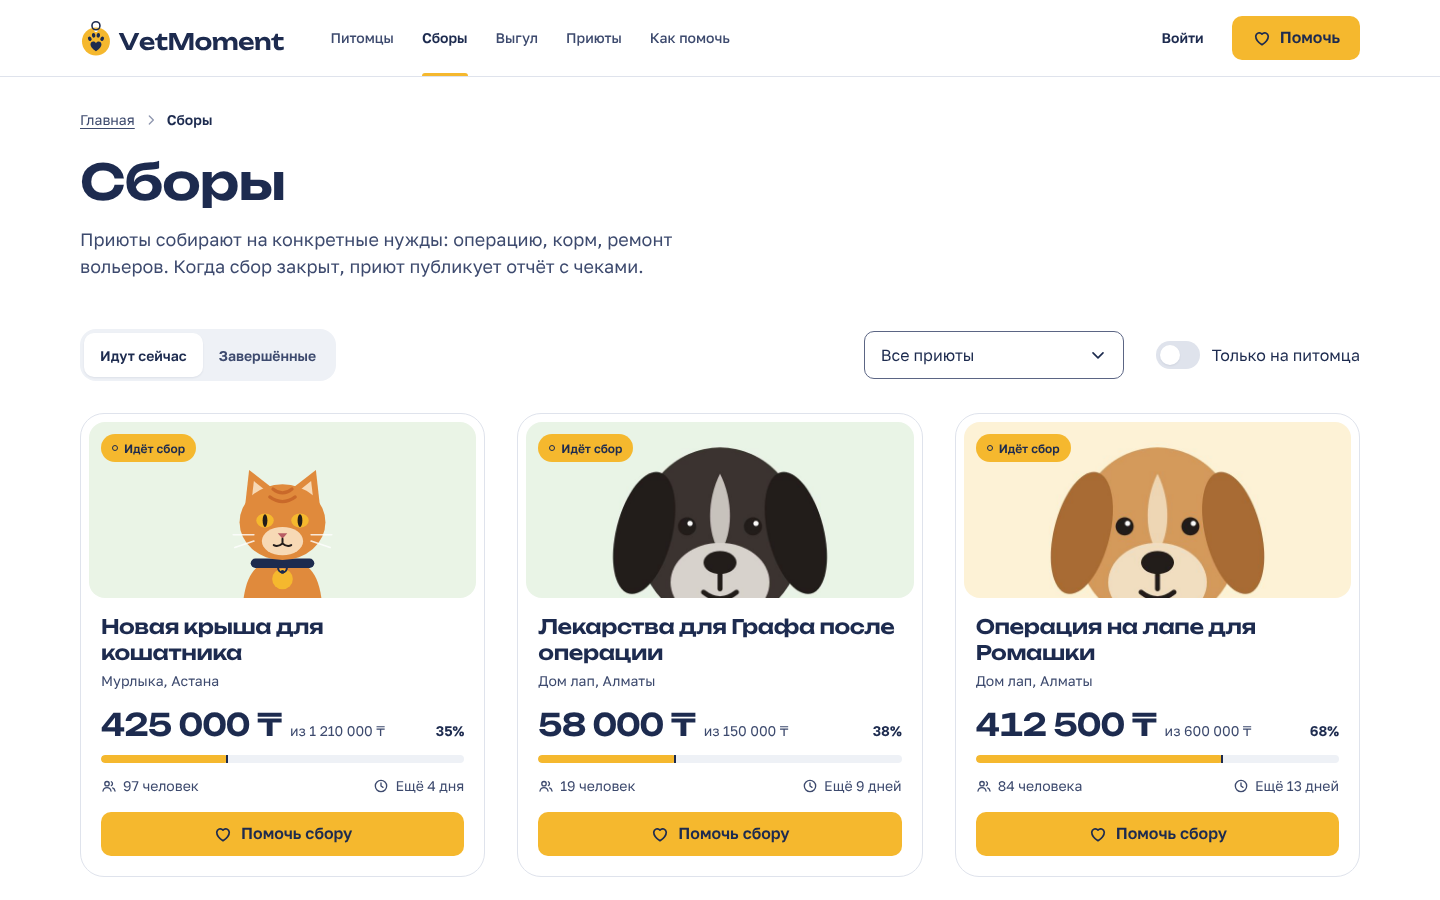 VetMoment
Питомцы
Сборы
Выгул
Приюты
Как помочь
Войти
Помочь
Главная
Сборы
Сборы
Приюты собирают на конкретные нужды: операцию, корм, ремонт
вольеров. Когда сбор закрыт, приют публикует отчёт с чеками.
Идут сейчас
Завершённые
Все приюты
Только на питомца
Идёт сбор
Новая крыша для
кошатника
Мурлыка, Астана
425 000 ₸ из 1 210 000 ₸ 35%
97 человек
Ещё 4 дня
Помочь сбору
Идёт сбор
Лекарства для Графа после
операции
Дом лап, Алматы
58 000 ₸ из 150 000 ₸ 38%
19 человек
Ещё 9 дней
Помочь сбору
Идёт сбор
Операция на лапе для
Ромашки
Дом лап, Алматы
412 500 ₸ из 600 000 ₸ 68%
84 человека
Ещё 13 дней
Помочь сбору